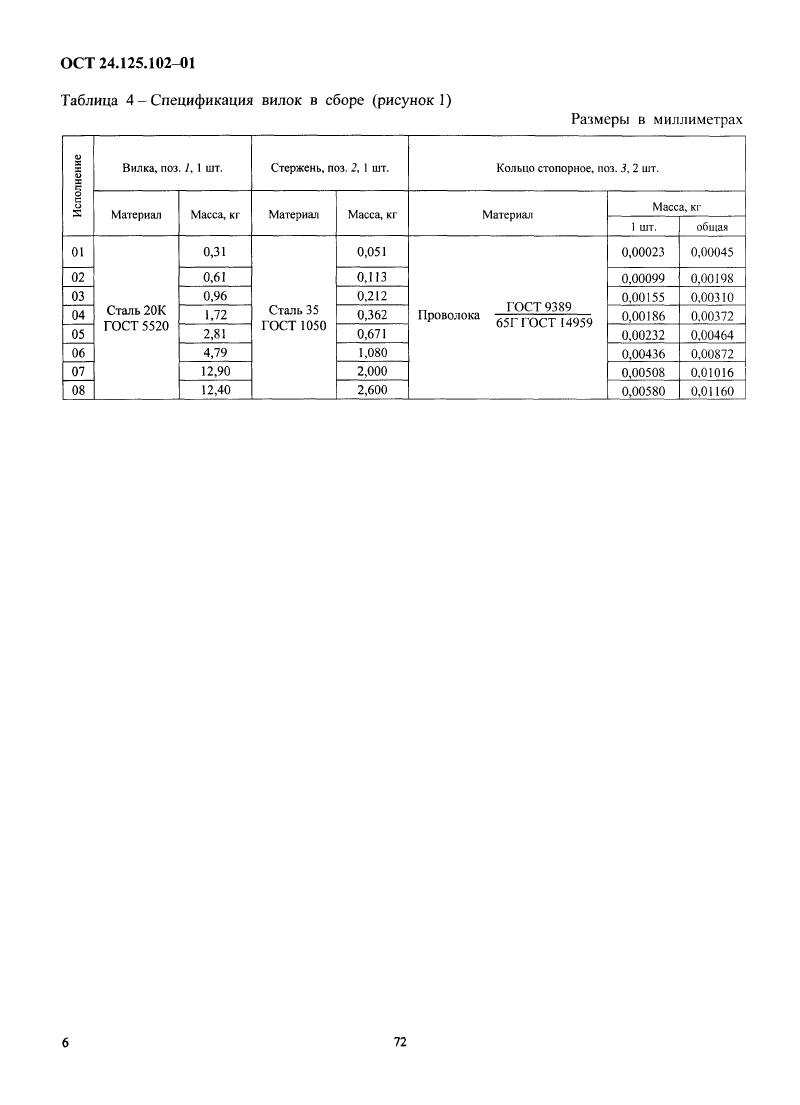 ОСТ 24.125.102–01
Таблица 4 – Спецификация вилок в сборе (рисунок 1)
Размеры в миллиметрах
Исполнение
Вилка, поз. 1, 1 шт.
Стержень, поз. 2, 1 шт.
Кольцо стопорное, поз. 3, 2 шт.
Материал
Масса, кг
Материал
Масса, кг
Материал
Масса, кг
1 шт.
общая
01 0,31 0,051 0,00023 0,00045
02 0,61 0,113 0,00099 0,00198
03 0,96 0,212 0,00155 0,00310
04 1,72 0,362 0,00186 0,00372
05 2,81 0,671 0,00232 0,00464
06 4,79 1,080 0,00436 0,00872
07 12,90 2,000 0,00508 0,01016
08 12,40 2,600 0,00580 0,01160
Сталь 20К
ГОСТ 5520
Сталь 35
ГОСТ 1050
Проволока
ГОСТ 9389
65Г ГОСТ 14959
6
72